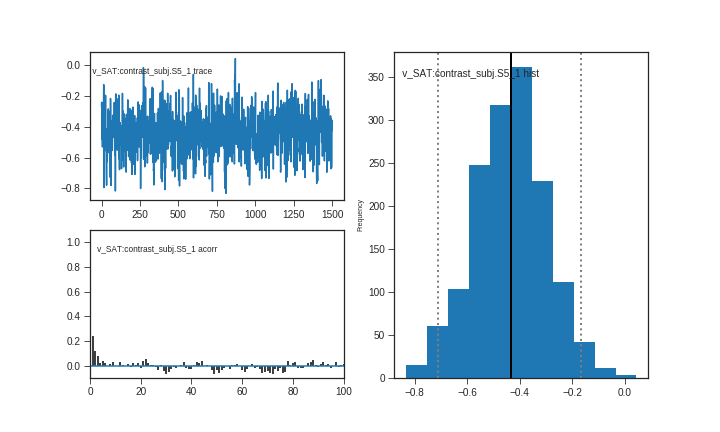 v_SAT:contrast_subj.S5_1 trace
0.0
−0.2
−0.4
−0.6
−0.8
0 250 500 750 1000 1250 1500
v_SAT:contrast_subj.S5_1 acorr
1.0
0.8
0.6
0.4
0.2
0.0
0 20 40 60 80 100
v_SAT:contrast_subj.S5_1 hist
Frequency
350
300
250
200
150
100
50
0
−0.8 −0.6 −0.4 −0.2 0.0